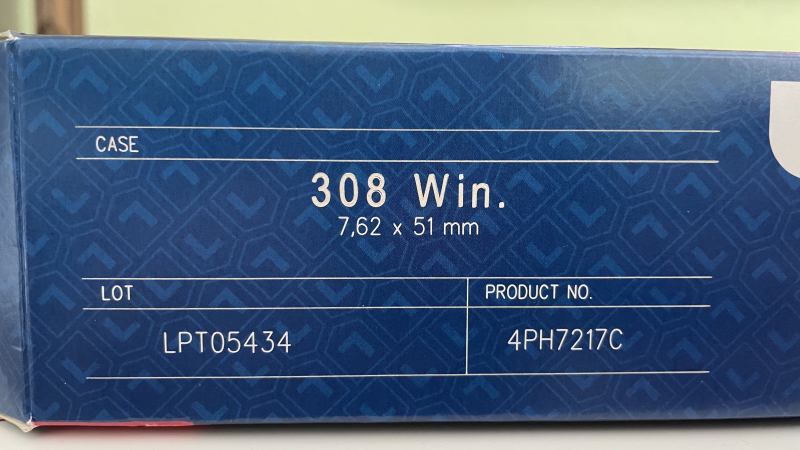 CASE
308 Win.
7,62 x 51 mm
LOT
PRODUCT NO.
LPT05434
4PH7217C